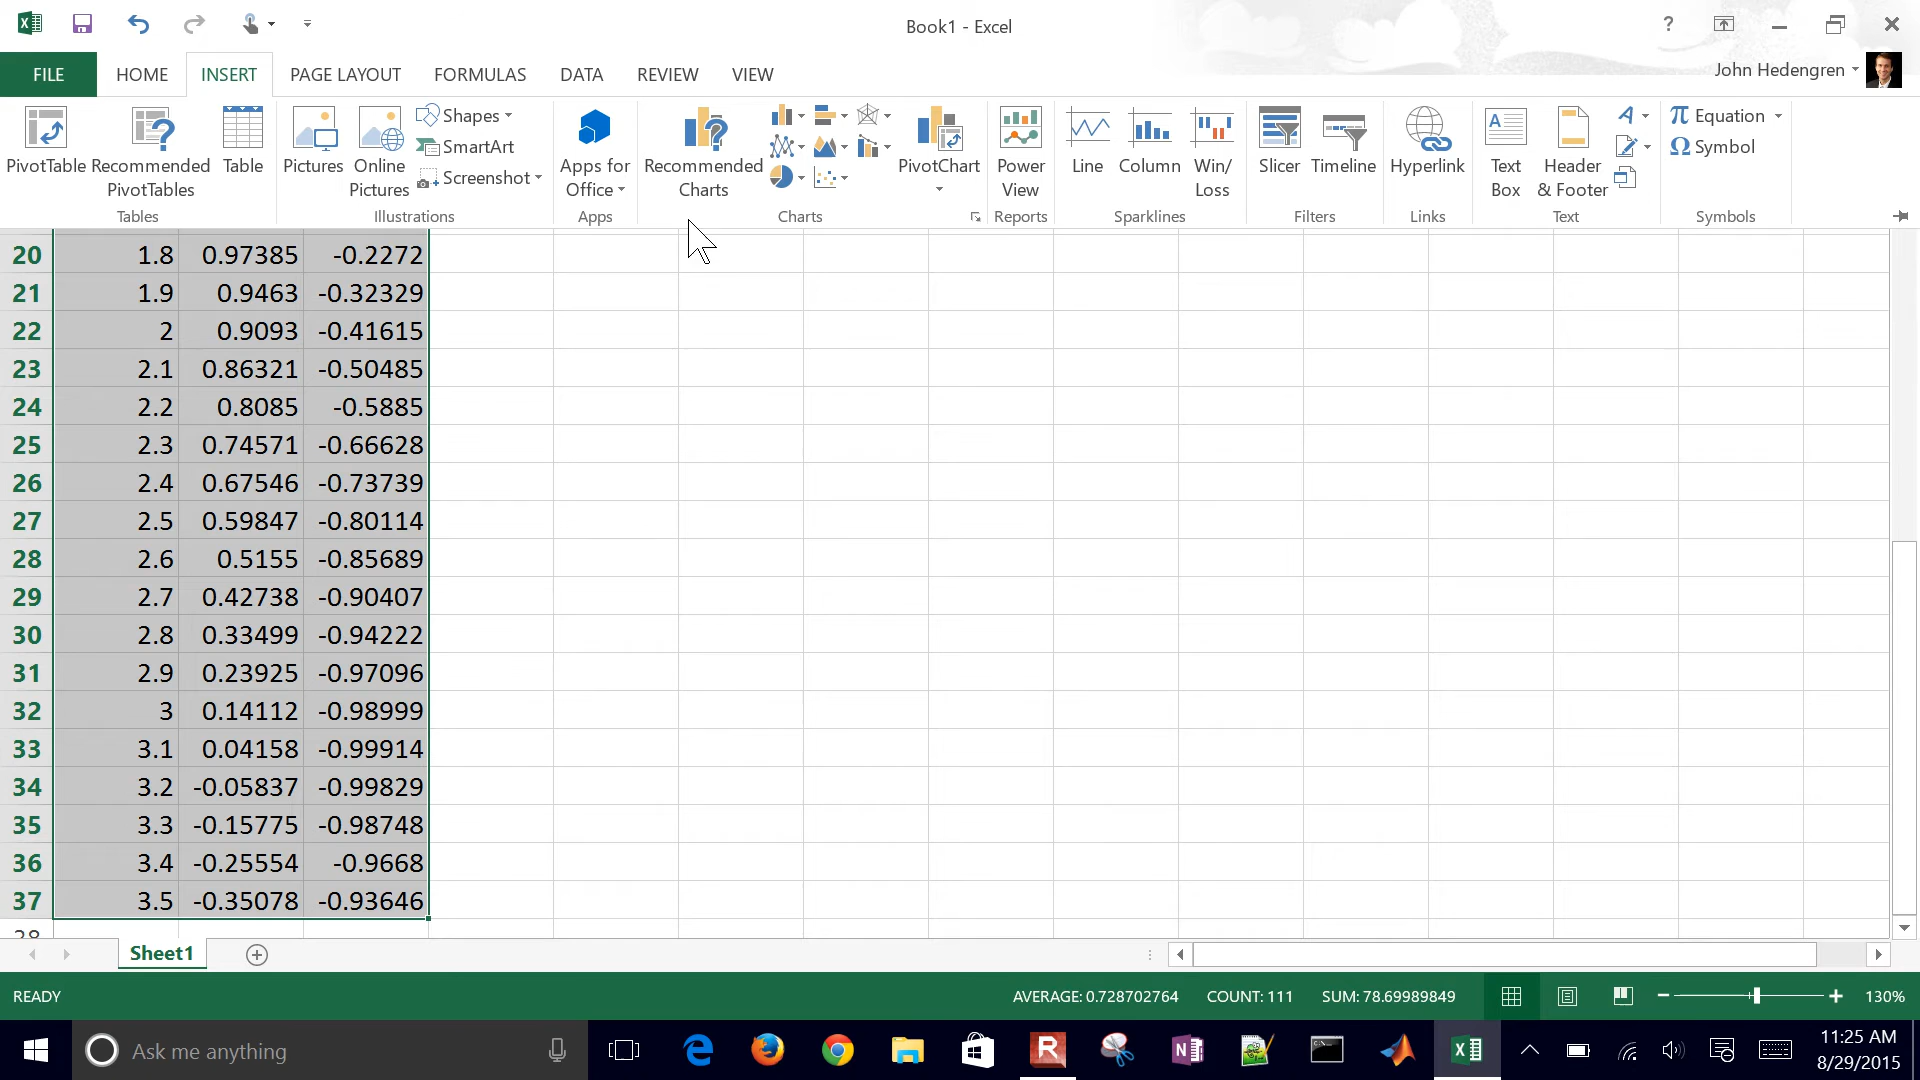 Book1 - Excel
?
FILE HOME INSERT PAGE LAYOUT FORMULAS DATA REVIEW VIEW
John Hedengren
PivotTable
Recommended PivotTables
Table
Pictures
Online Pictures
Shapes
SmartArt
Screenshot
Apps for Office
Recommended Charts
PivotChart
Power View
Line
Column
Win/ Loss
Slicer
Timeline
Hyperlink
Text Box
Header & Footer
Equation
Symbol
Tables Illustrations Apps Charts Reports Sparklines Filters Links Text Symbols
20 1.8 0.97385 -0.2272
21 1.9 0.9463 -0.32329
22 2 0.9093 -0.41615
23 2.1 0.86321 -0.50485
24 2.2 0.8085 -0.5885
25 2.3 0.74571 -0.66628
26 2.4 0.67546 -0.73739
27 2.5 0.59847 -0.80114
28 2.6 0.5155 -0.85689
29 2.7 0.42738 -0.90407
30 2.8 0.33499 -0.94222
31 2.9 0.23925 -0.97096
32 3 0.14112 -0.98999
33 3.1 0.04158 -0.99914
34 3.2 -0.05837 -0.99829
35 3.3 -0.15775 -0.98748
36 3.4 -0.25554 -0.9668
37 3.5 -0.35078 -0.93646
38
Sheet1
READY AVERAGE: 0.728702764 COUNT: 111 SUM: 78.69989849 130%
Ask me anything
11:25 AM
8/29/2015